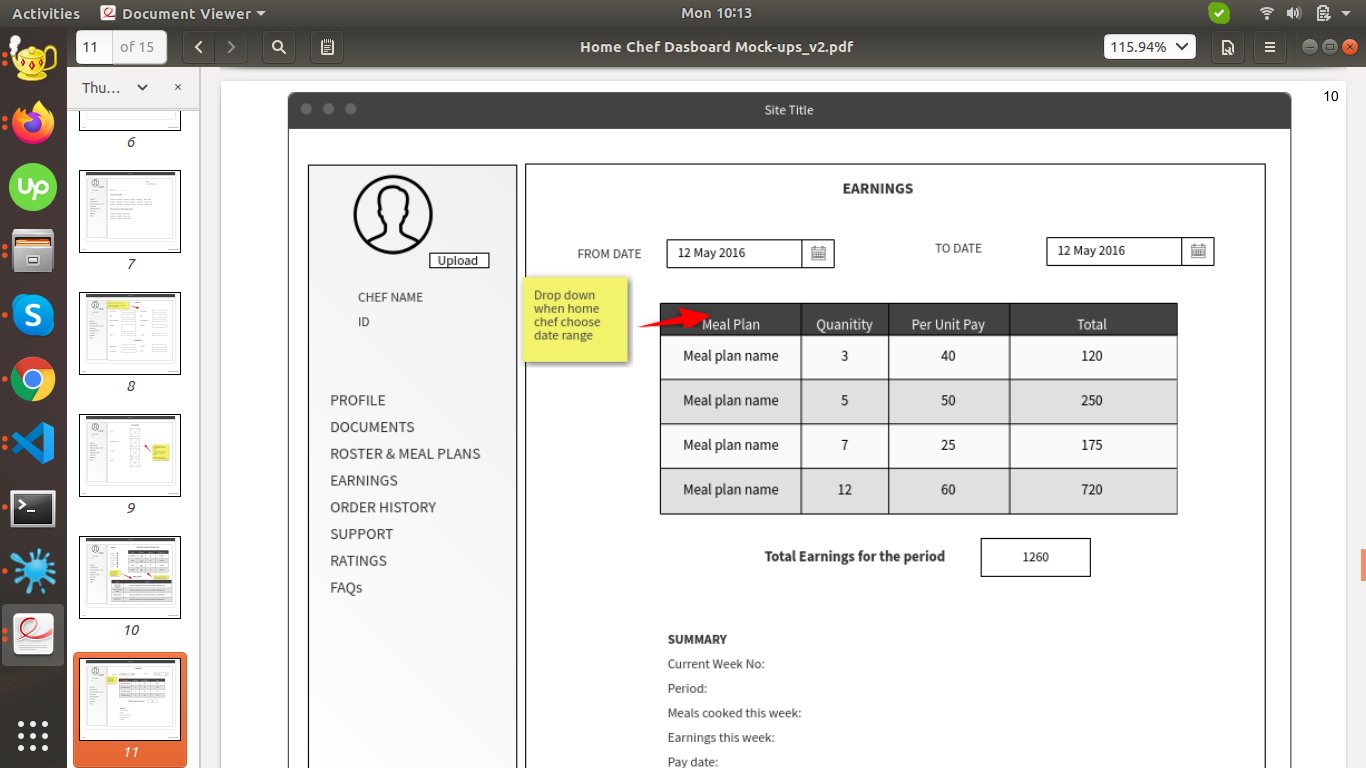 Activities
Document Viewer
Mon 10:13
11 of 15
Home Chef Dasboard Mock-ups_v2.pdf
115.94%
Thu…
6
7
8
9
10
11
10
Site Title
Upload
CHEF NAME
ID
PROFILE
DOCUMENTS
ROSTER & MEAL PLANS
EARNINGS
ORDER HISTORY
SUPPORT
RATINGS
FAQs
EARNINGS
FROM DATE 12 May 2016 TO DATE 12 May 2016
Drop down
when home
chef choose
date range
Meal Plan Quanitity Per Unit Pay Total
Meal plan name 3 40 120
Meal plan name 5 50 250
Meal plan name 7 25 175
Meal plan name 12 60 720
Total Earnings for the period 1260
SUMMARY
Current Week No:
Period:
Meals cooked this week:
Earnings this week:
Pay date:
up
S